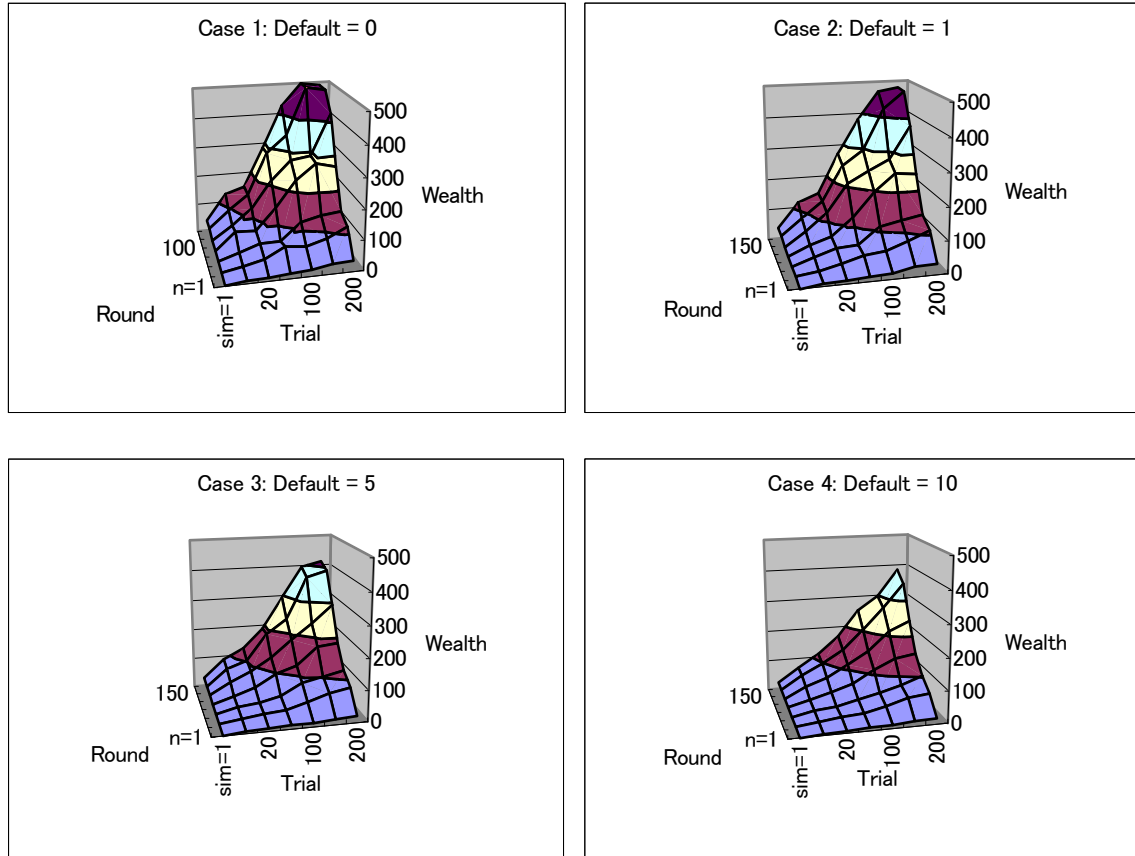 Case 1: Default = 0
500
400
300
200
100
0
Wealth
100
n=1
Round
sim=1
20
100
200
Trial
Case 2: Default = 1
500
400
300
200
100
0
Wealth
150
n=1
Round
sim=1
20
100
200
Trial
Case 3: Default = 5
500
400
300
200
100
0
Wealth
150
n=1
Round
sim=1
20
100
200
Trial
Case 4: Default = 10
500
400
300
200
100
0
Wealth
150
n=1
Round
sim=1
20
100
200
Trial